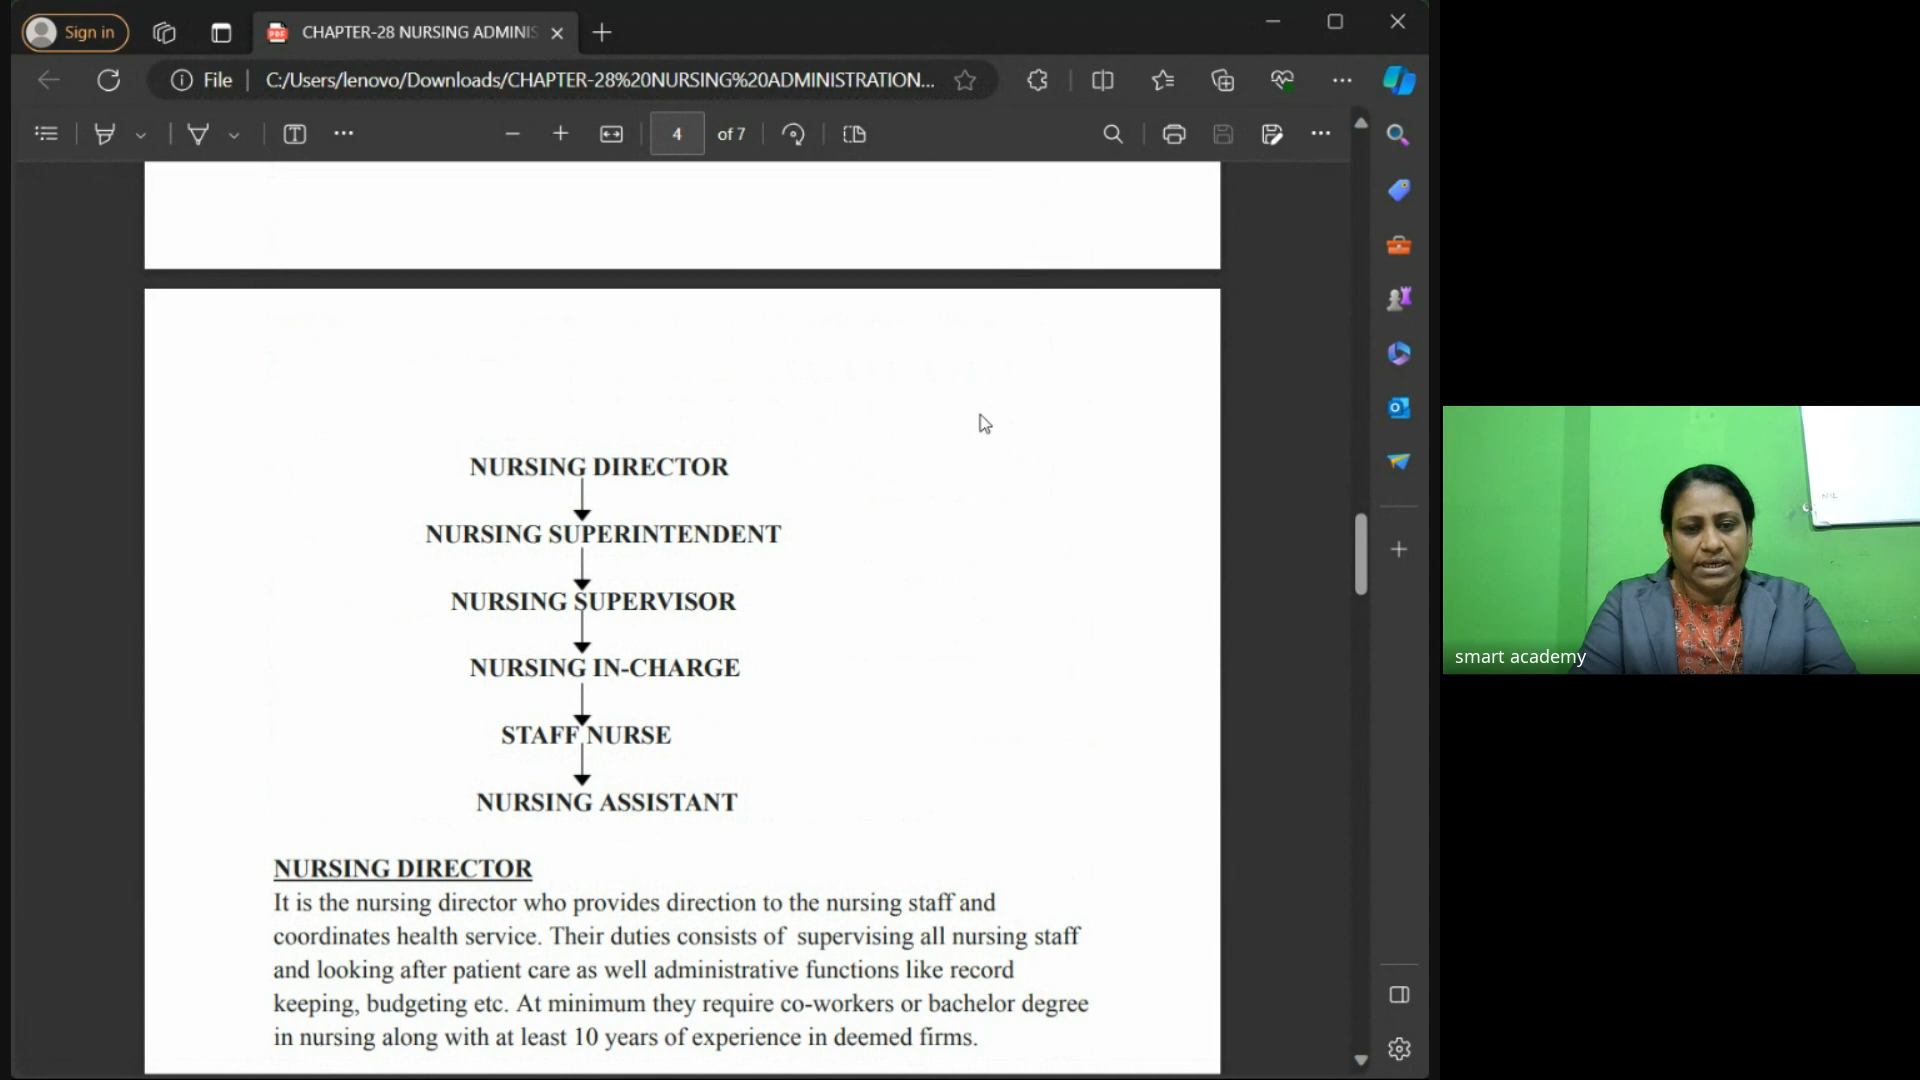 Sign in
CHAPTER-28 NURSING ADMINIS
File
C:/Users/lenovo/Downloads/CHAPTER-28%20NURSING%20ADMINISTRATION...
4 of 7
NURSING DIRECTOR
NURSING SUPERINTENDENT
NURSING SUPERVISOR
NURSING IN-CHARGE
STAFF NURSE
NURSING ASSISTANT
NURSING DIRECTOR
It is the nursing director who provides direction to the nursing staff and
coordinates health service. Their duties consists of supervising all nursing staff
and looking after patient care as well administrative functions like record
keeping, budgeting etc. At minimum they require co-workers or bachelor degree
in nursing along with at least 10 years of experience in deemed firms.
smart academy